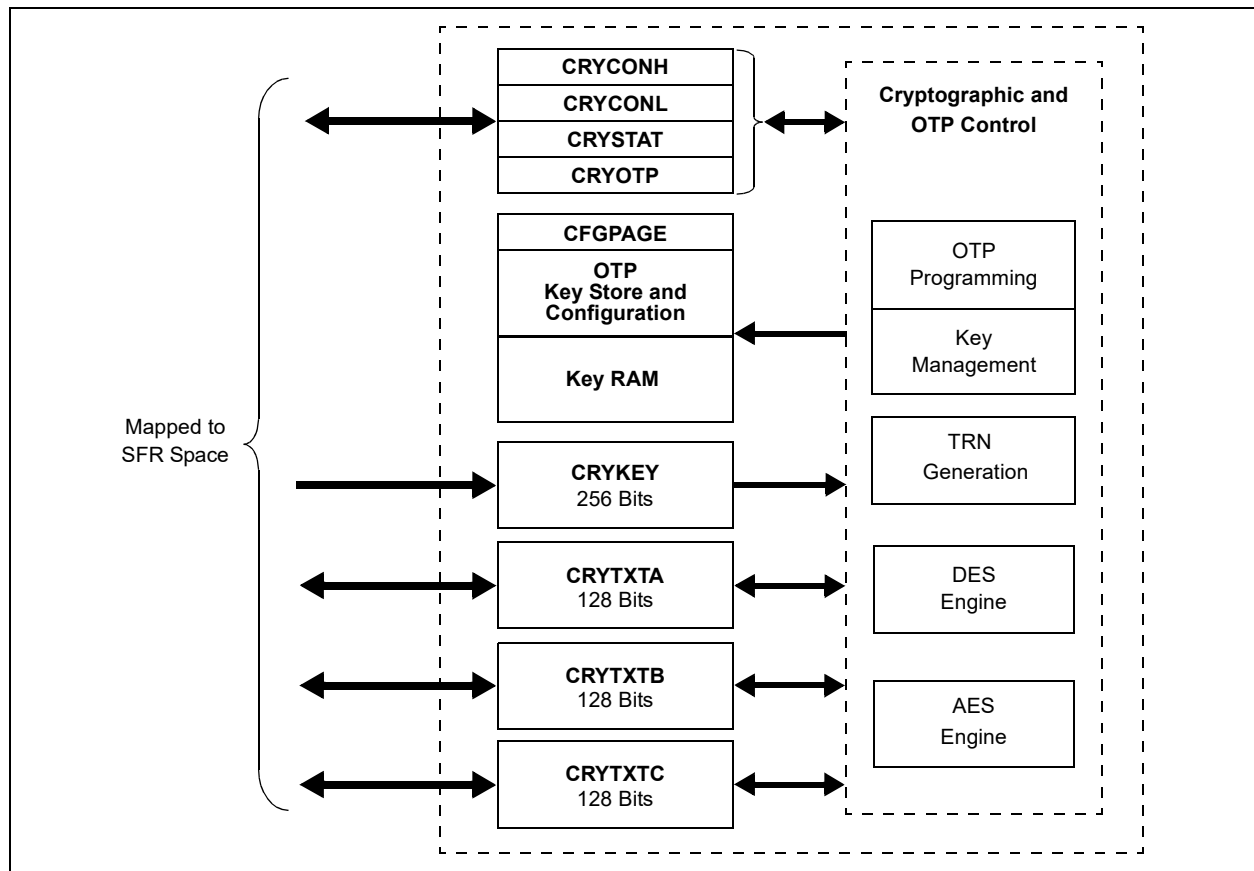 Mapped to
SFR Space
CRYCONH
CRYCONL
CRYSTAT
CRYOTP
CFGPAGE
OTP
Key Store and
Configuration
Key RAM
CRYKEY
256 Bits
CRYTXTA
128 Bits
CRYTXTB
128 Bits
CRYTXTC
128 Bits
Cryptographic and
OTP Control
OTP
Programming
Key
Management
TRN
Generation
DES
Engine
AES
Engine